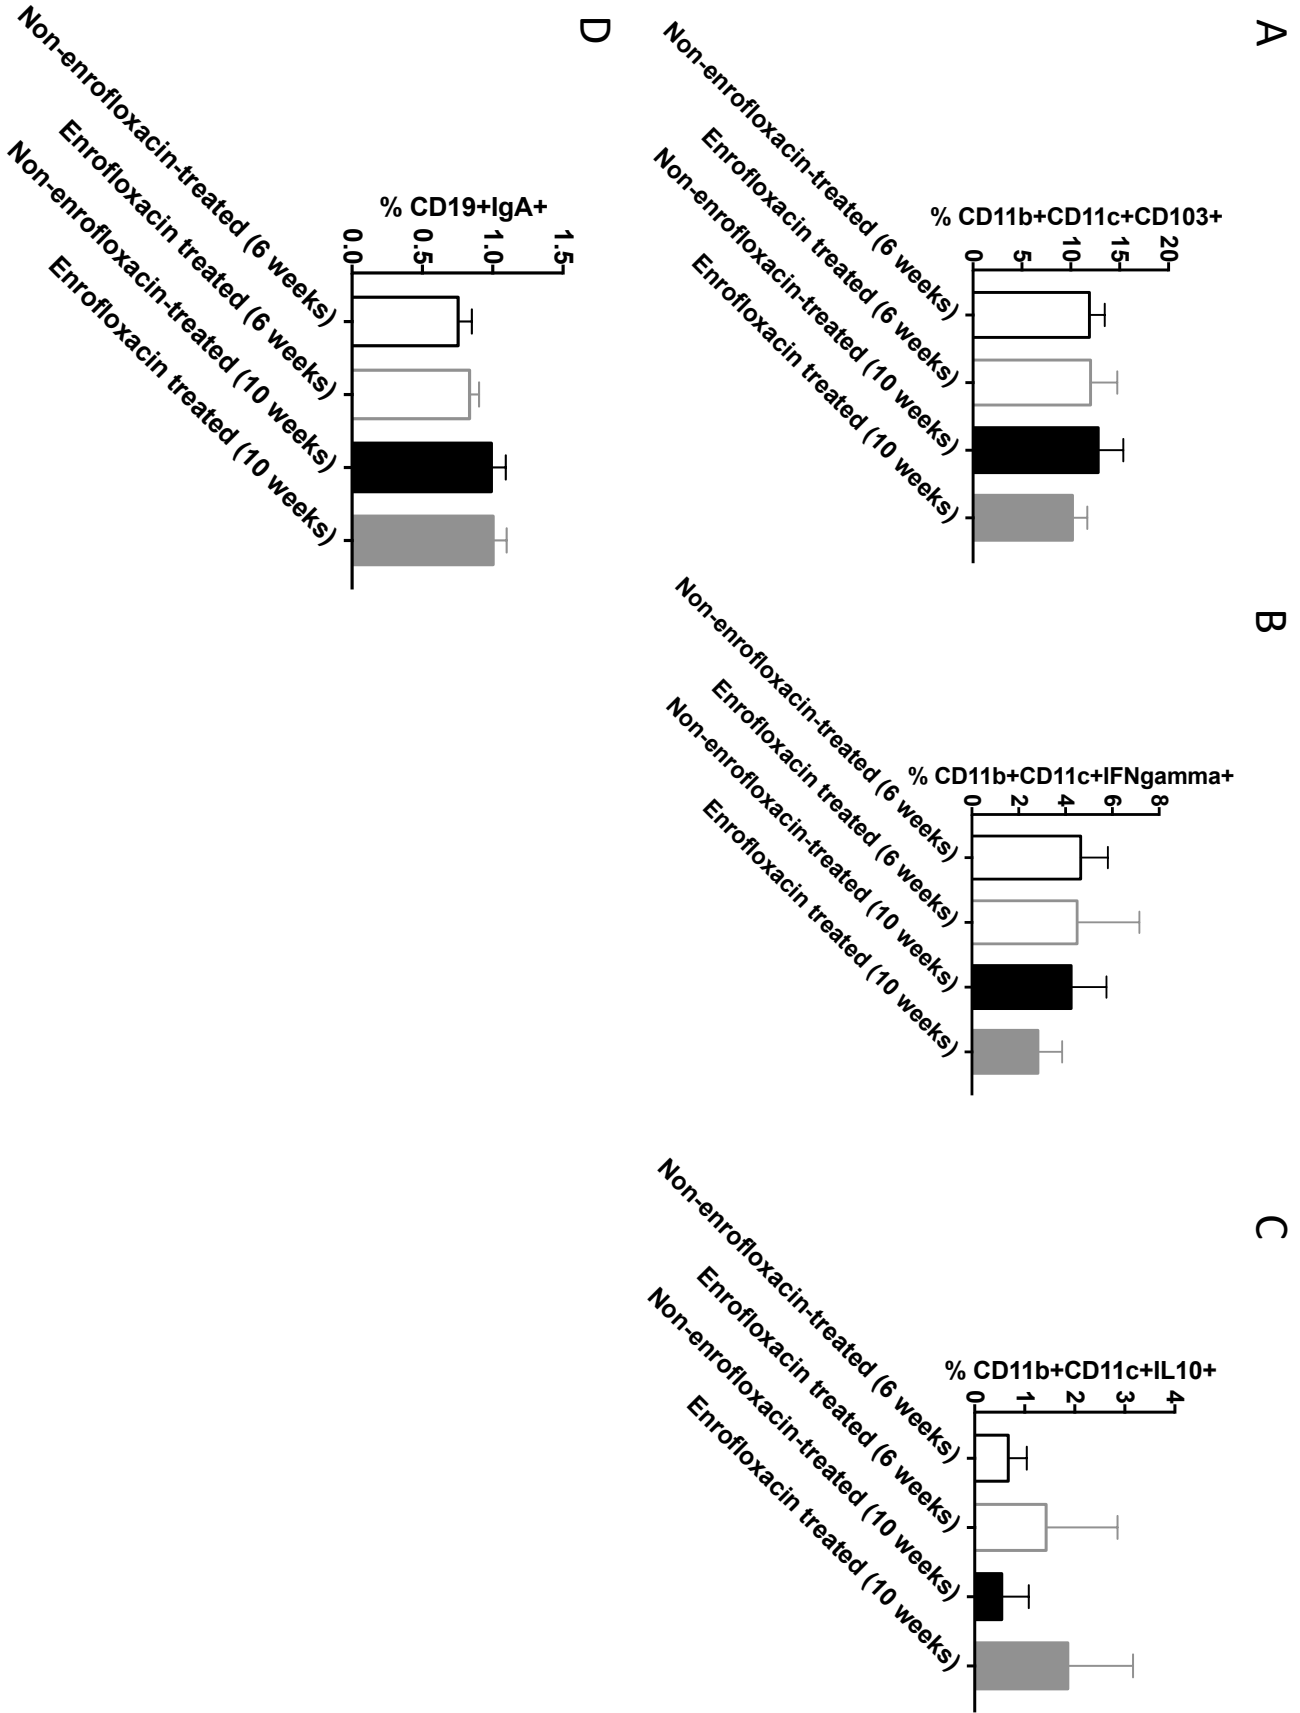 A
% CD11b+CD11c+CD103+
0
5
10
15
20
Non-enrofloxacin-treated (6 weeks)
Enrofloxacin treated (6 weeks)
Non-enrofloxacin-treated (10 weeks)
Enrofloxacin treated (10 weeks)
B
% CD11b+CD11c+IFNgamma+
0
2
4
6
8
Non-enrofloxacin-treated (6 weeks)
Enrofloxacin treated (6 weeks)
Non-enrofloxacin-treated (10 weeks)
Enrofloxacin treated (10 weeks)
C
% CD11b+CD11c+IL10+
0
1
2
3
4
Non-enrofloxacin-treated (6 weeks)
Enrofloxacin treated (6 weeks)
Non-enrofloxacin-treated (10 weeks)
Enrofloxacin treated (10 weeks)
D
% CD19+IgA+
0.0
0.5
1.0
1.5
Non-enrofloxacin-treated (6 weeks)
Enrofloxacin treated (6 weeks)
Non-enrofloxacin-treated (10 weeks)
Enrofloxacin treated (10 weeks)